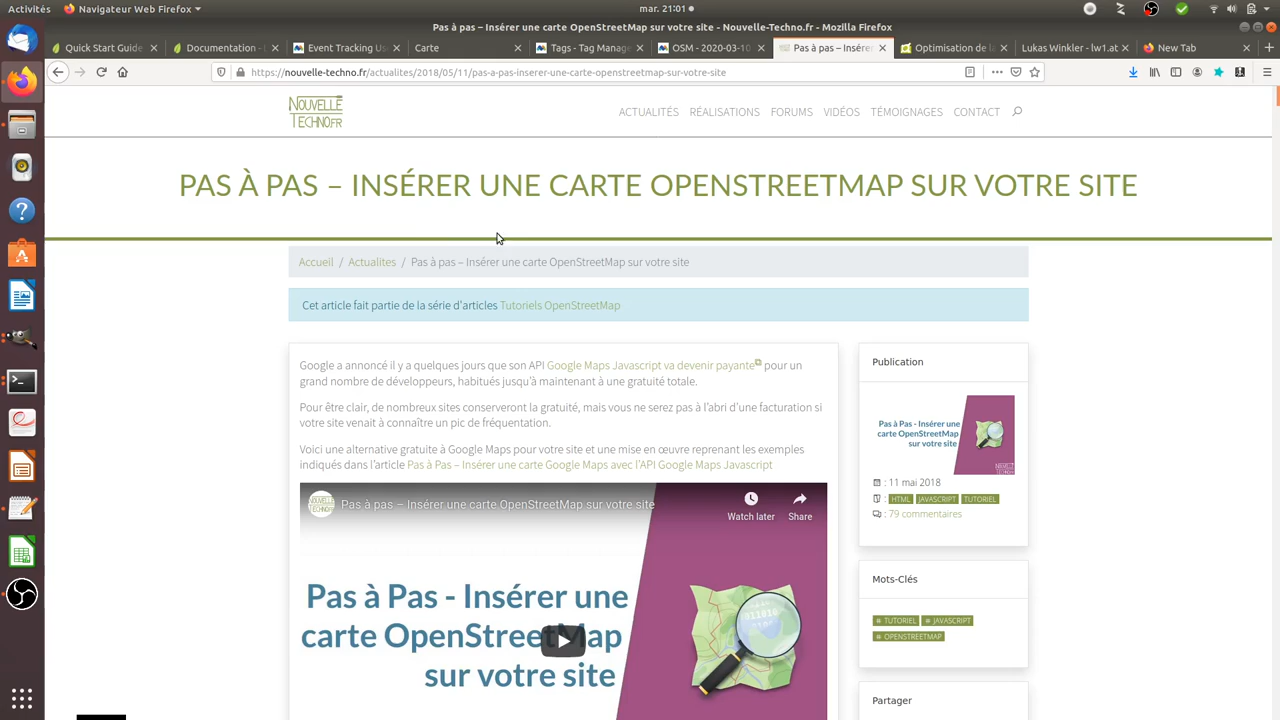 Activités
Navigateur Web Firefox
mar. 21:01
Pas à pas – Insérer une carte OpenStreetMap sur votre site - Nouvelle-Techno.fr - Mozilla Firefox
Quick Start Guide
Documentation -
Event Tracking Us
Carte
Tags - Tag Manage
OSM - 2020-03-10
Pas à pas – Insérer
Optimisation de la
Lukas Winkler – lw1.at
New Tab
https://nouvelle-techno.fr/actualites/2018/05/11/pas-a-pas-inserer-une-carte-openstreetmap-sur-votre-site
NOUVELLE
TECHNO.FR
ACTUALITÉS RÉALISATIONS FORUMS VIDÉOS TÉMOIGNAGES CONTACT
PAS À PAS – INSÉRER UNE CARTE OPENSTREETMAP SUR VOTRE SITE
Accueil / Actualites / Pas à pas – Insérer une carte OpenStreetMap sur votre site
Cet article fait partie de la série d'articles Tutoriels OpenStreetMap
Google a annoncé il y a quelques jours que son API Google Maps Javascript va devenir payante pour un
grand nombre de développeurs, habitués jusqu'à maintenant à une gratuité totale.
Pour être clair, de nombreux sites conserveront la gratuité, mais vous ne serez pas à l'abri d'une facturation si
votre site venait à connaître un pic de fréquentation.
Voici une alternative gratuite à Google Maps pour votre site et une mise en œuvre reprenant les exemples
indiqués dans l'article Pas à Pas – Insérer une carte Google Maps avec l'API Google Maps Javascript
Pas à pas – Insérer une carte OpenStreetMap sur votre site
Watch later
Share
Pas à Pas - Insérer une
carte OpenStreetMap
sur votre site
Publication
Pas à Pas - Insérer une
carte OpenStreetMap
sur votre site
: 11 mai 2018
: HTML JAVASCRIPT TUTORIEL
: 79 commentaires
Mots-Clés
# TUTORIEL # JAVASCRIPT
# OPENSTREETMAP
Partager